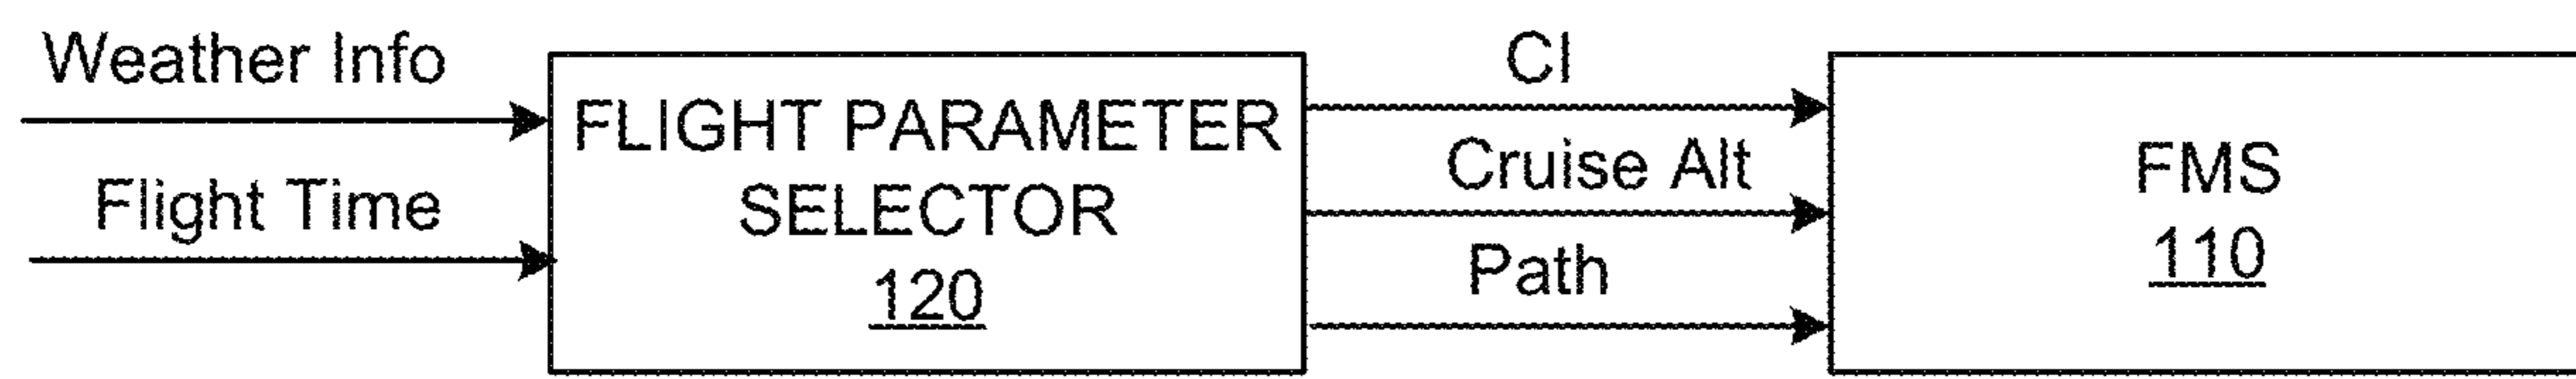 Weather Info
Flight Time
FLIGHT PARAMETER
SELECTOR
120
CI
Cruise Alt
Path
FMS
110